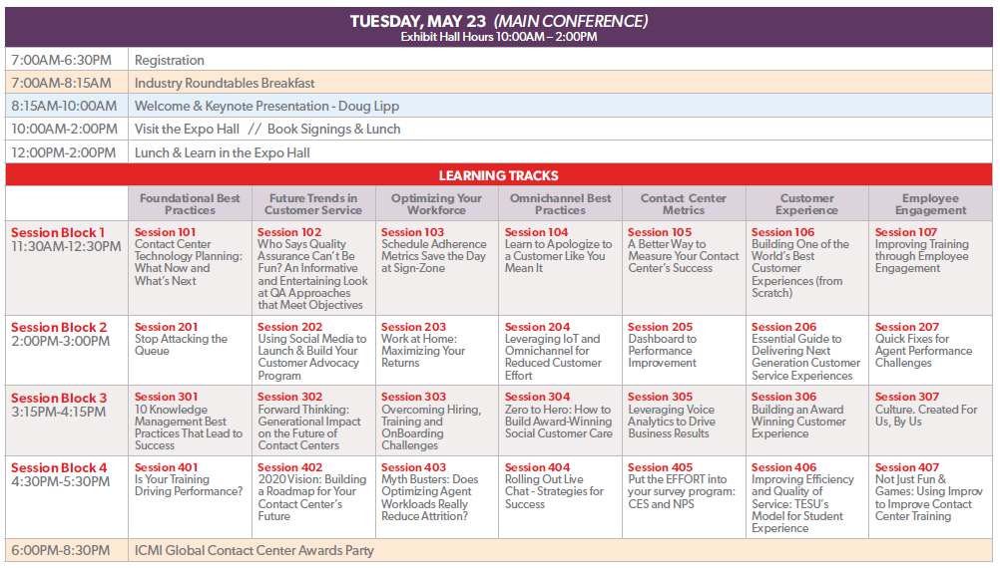 TUESDAY, MAY 23 (MAIN CONFERENCE)
Exhibit Hall Hours 10:00AM – 2:00PM
7:00AM-6:30PM Registration
7:00AM-8:15AM Industry Roundtables Breakfast
8:15AM-10:00AM Welcome & Keynote Presentation - Doug Lipp
10:00AM-2:00PM Visit the Expo Hall // Book Signings & Lunch
12:00PM-2:00PM Lunch & Learn in the Expo Hall
LEARNING TRACKS
Foundational Best
Practices
Future Trends in
Customer Service
Optimizing Your
Workforce
Omnichannel Best
Practices
Contact Center
Metrics
Customer
Experience
Employee
Engagement
Session Block 1
11:30AM-12:30PM
Session 101
Contact Center
Technology Planning:
What Now and
What's Next
Session 102
Who Says Quality
Assurance Can't Be
Fun? An Informative
and Entertaining Look
at QA Approaches
that Meet Objectives
Session 103
Schedule Adherence
Metrics Save the Day
at Sign-Zone
Session 104
Learn to Apologize to
a Customer Like You
Mean It
Session 105
A Better Way to
Measure Your Contact
Center's Success
Session 106
Building One of the
World's Best
Customer
Experiences (from
Scratch)
Session 107
Improving Training
through Employee
Engagement
Session Block 2
2:00PM-3:00PM
Session 201
Stop Attacking the
Queue
Session 202
Using Social Media to
Launch & Build Your
Customer Advocacy
Program
Session 203
Work at Home:
Maximizing Your
Returns
Session 204
Leveraging IoT and
Omnichannel for
Reduced Customer
Effort
Session 205
Dashboard to
Performance
Improvement
Session 206
Essential Guide to
Delivering Next
Generation Customer
Service Experiences
Session 207
Quick Fixes for
Agent Performance
Challenges
Session Block 3
3:15PM-4:15PM
Session 301
10 Knowledge
Management Best
Practices That Lead to
Success
Session 302
Forward Thinking:
Generational Impact
on the Future of
Contact Centers
Session 303
Overcoming Hiring,
Training and
OnBoarding
Challenges
Session 304
Zero to Hero: How to
Build Award-Winning
Social Customer Care
Session 305
Leveraging Voice
Analytics to Drive
Business Results
Session 306
Building an Award
Winning Customer
Experience
Session 307
Culture. Created For
Us, By Us
Session Block 4
4:30PM-5:30PM
Session 401
Is Your Training
Driving Performance?
Session 402
2020 Vision: Building
a Roadmap for Your
Contact Center's
Future
Session 403
Myth Busters: Does
Optimizing Agent
Workloads Really
Reduce Attrition?
Session 404
Rolling Out Live
Chat - Strategies for
Success
Session 405
Put the EFFORT into
your survey program:
CES and NPS
Session 406
Improving Efficiency
and Quality of
Service: TESU's
Model for Student
Experience
Session 407
Not Just Fun &
Games: Using Improv
to Improve Contact
Center Training
6:00PM-8:30PM ICMI Global Contact Center Awards Party